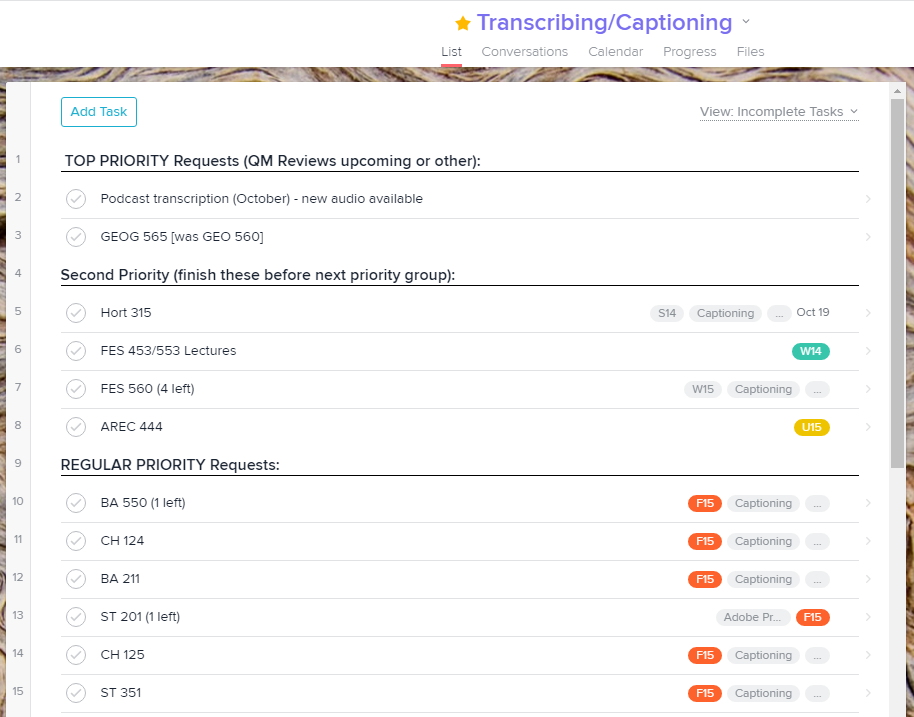 Transcribing/Captioning
List Conversations Calendar Progress Files
Add Task View: Incomplete Tasks
1 TOP PRIORITY Requests (QM Reviews upcoming or other):
2 Podcast transcription (October) - new audio available
3 GEOG 565 [was GEO 560]
4 Second Priority (finish these before next priority group):
5 Hort 315 S14 Captioning ... Oct 19
6 FES 453/553 Lectures W14
7 FES 560 (4 left) W15 Captioning ...
8 AREC 444 U15
9 REGULAR PRIORITY Requests:
10 BA 550 (1 left) F15 Captioning ...
11 CH 124 F15 Captioning ...
12 BA 211 F15 Captioning ...
13 ST 201 (1 left) Adobe Pr... F15
14 CH 125 F15 Captioning ...
15 ST 351 F15 Captioning ...